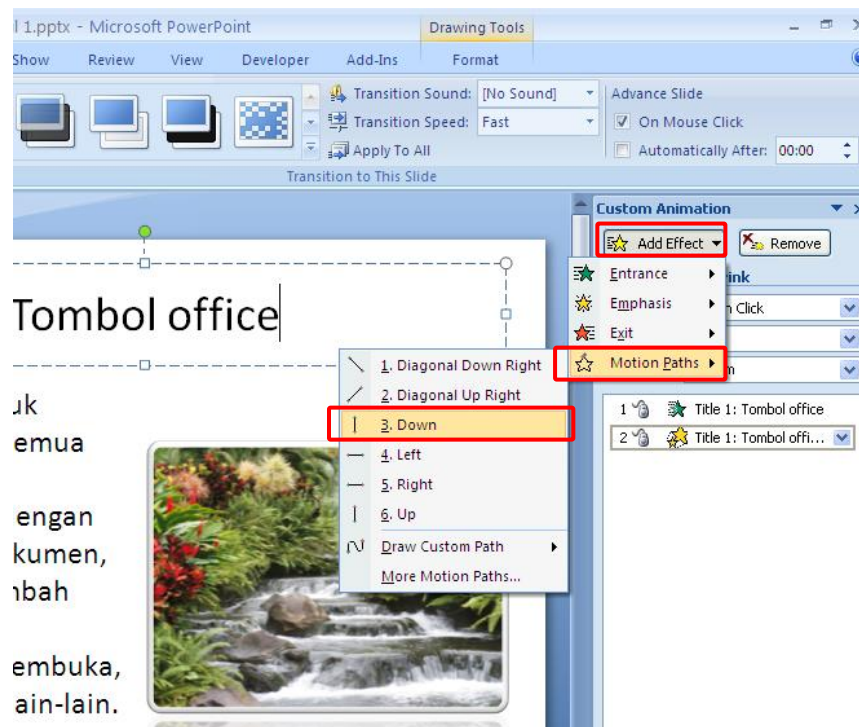 l 1.pptx - Microsoft PowerPoint
Drawing Tools
Show Review View Developer Add-Ins Format
Transition Sound: [No Sound]
Transition Speed: Fast
Apply To All
Transition to This Slide
Advance Slide
On Mouse Click
Automatically After: 00:00
Custom Animation
Add Effect Remove
Entrance
Emphasis
Exit
Motion Paths
ink
n Click
m
1 Title 1: Tombol office
2 Title 1: Tombol offi...
1. Diagonal Down Right
2. Diagonal Up Right
3. Down
4. Left
5. Right
6. Up
Draw Custom Path
More Motion Paths...
Tombol office
uk
emua
engan
kumen,
nbah
embuka,
ain-lain.